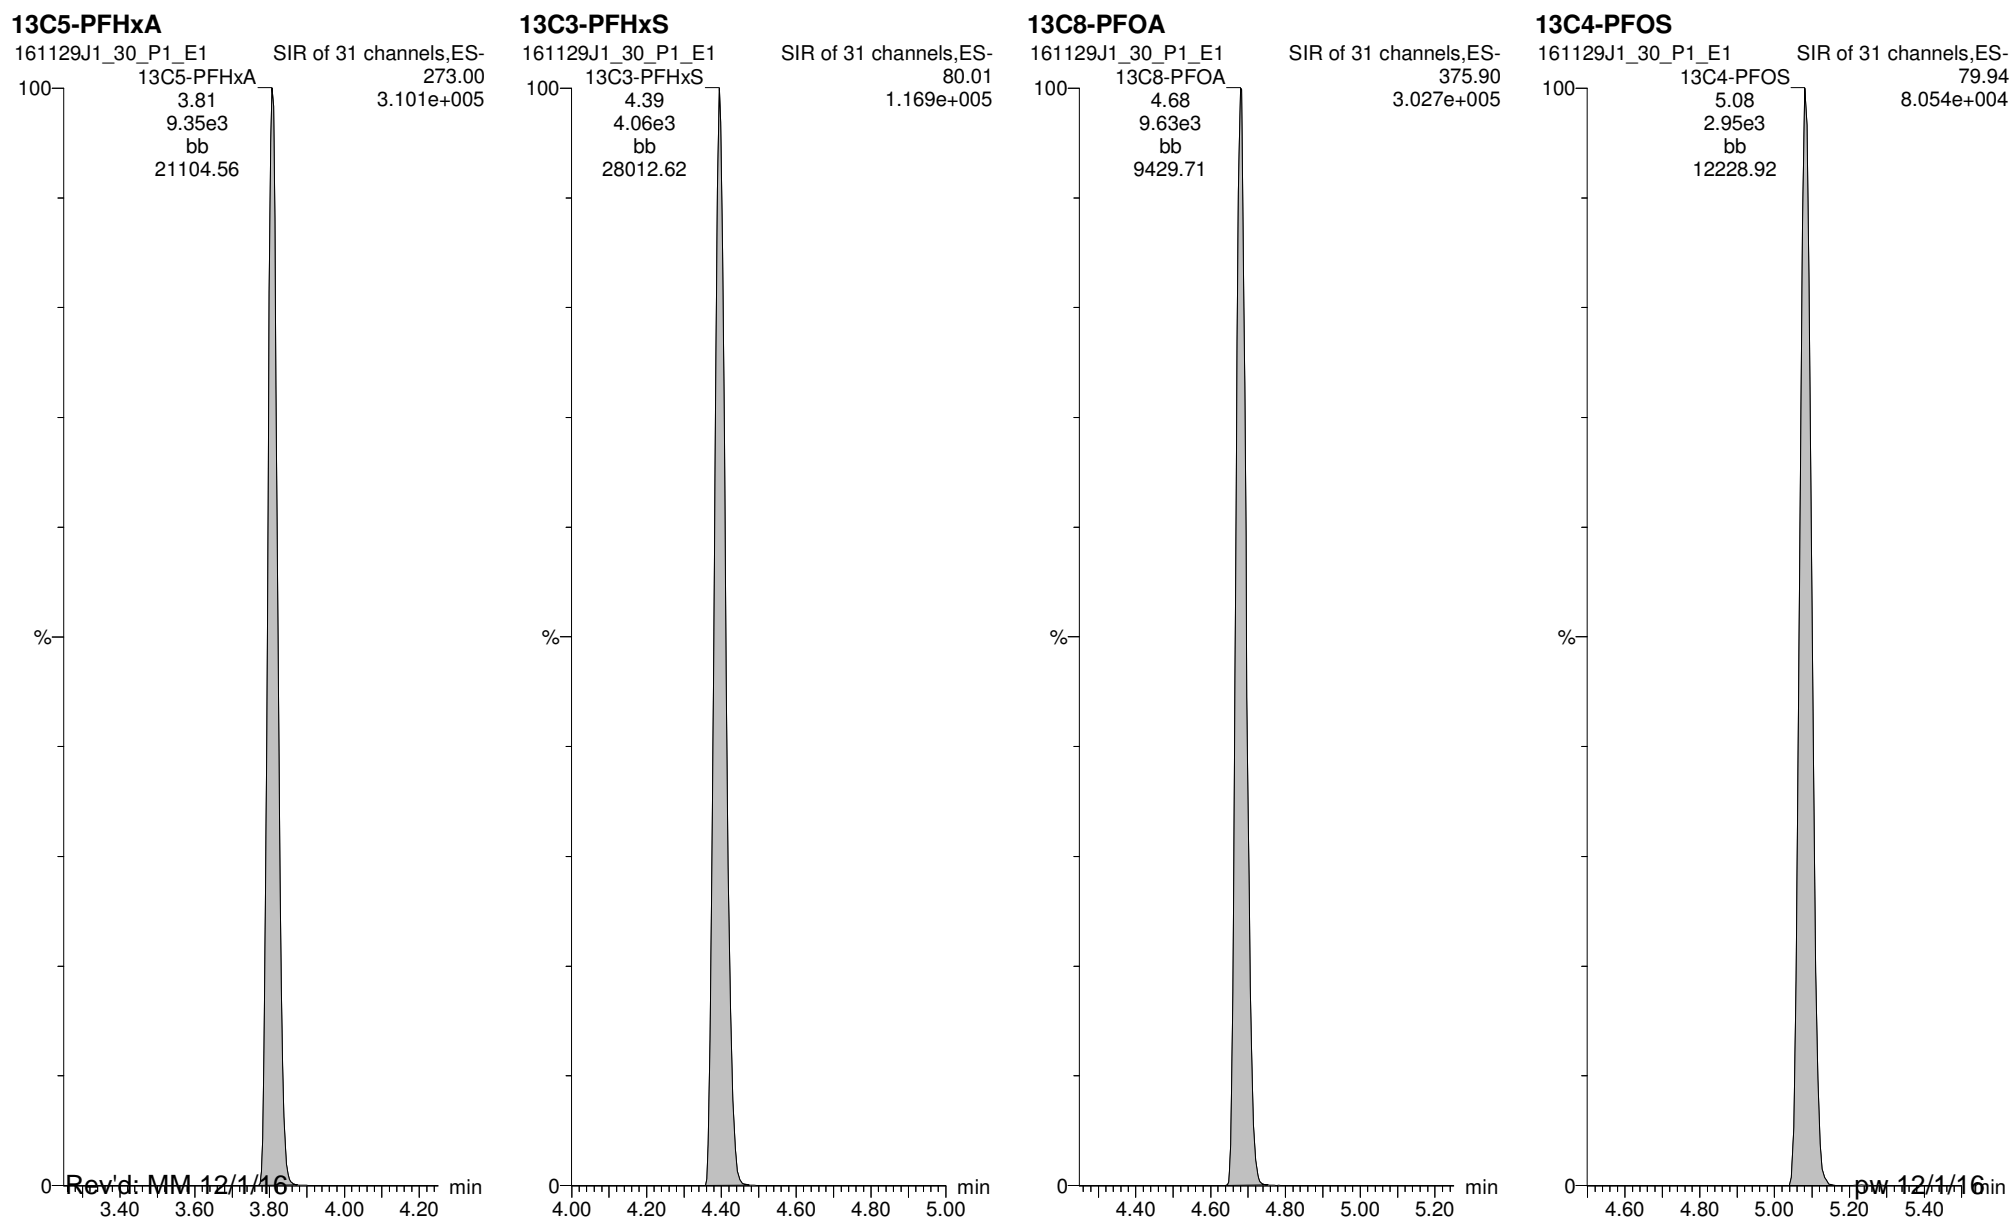 13C5-PFHxA
161129J1_30_P1_E1 SIR of 31 channels,ES-
13C5-PFHxA 273.00
100 3.81 3.101e+005
9.35e3
bb
21104.56
%
0 Rev'd: MM 12/1/16 min
3.40 3.60 3.80 4.00 4.20
13C3-PFHxS
161129J1_30_P1_E1 SIR of 31 channels,ES-
13C3-PFHxS 80.01
100 4.39 1.169e+005
4.06e3
bb
28012.62
%
0 min
4.00 4.20 4.40 4.60 4.80 5.00
13C8-PFOA
161129J1_30_P1_E1 SIR of 31 channels,ES-
13C8-PFOA 375.90
100 4.68 3.027e+005
9.63e3
bb
9429.71
%
0 min
4.40 4.60 4.80 5.00 5.20
13C4-PFOS
161129J1_30_P1_E1 SIR of 31 channels,ES-
13C4-PFOS 79.94
100 5.08 8.054e+004
2.95e3
bb
12228.92
%
0 pw 12/1/16 min
4.60 4.80 5.00 5.20 5.40